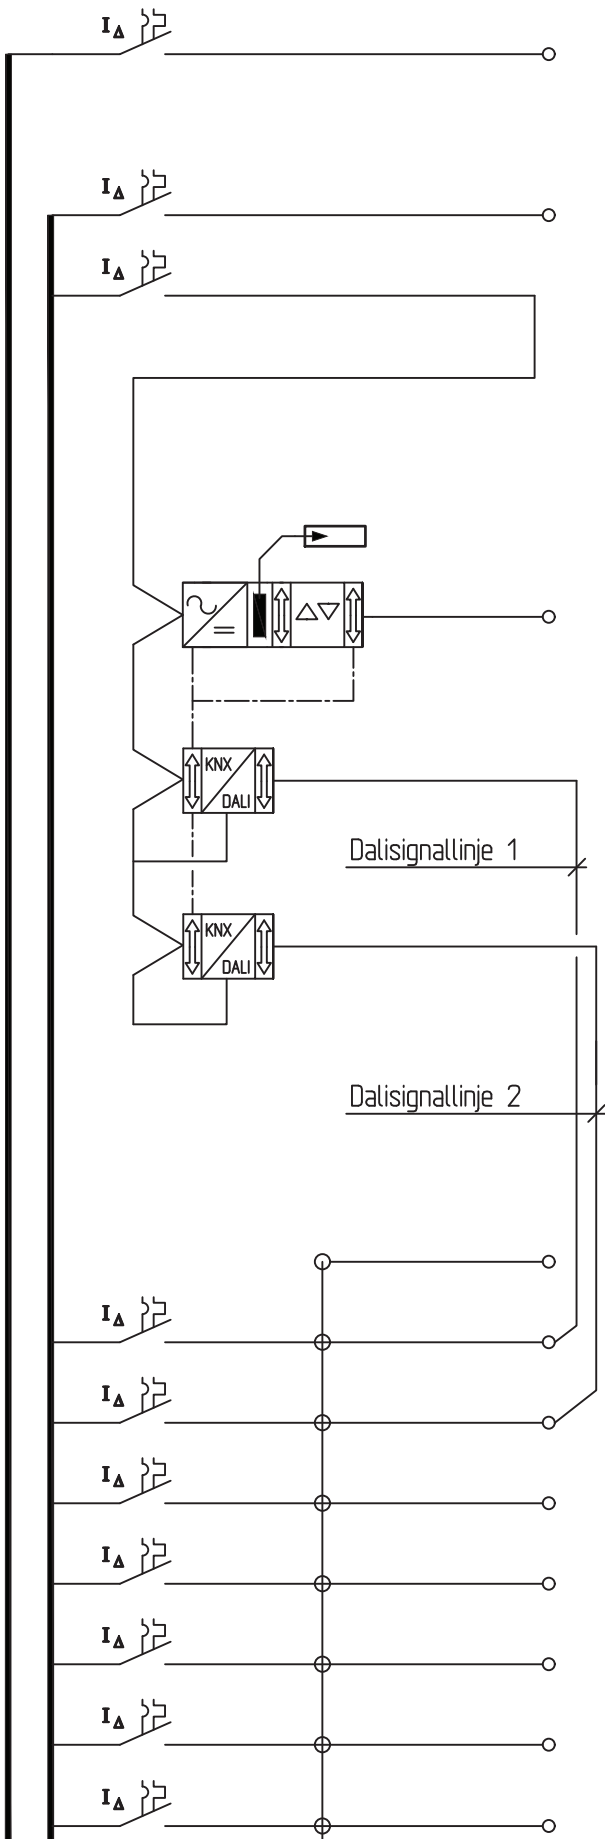 I Δ
I Δ
I Δ
KNX
DALI
Dalisignallinje 1
KNX
DALI
Dalisignallinje 2
I Δ
I Δ
I Δ
I Δ
I Δ
I Δ
I Δ